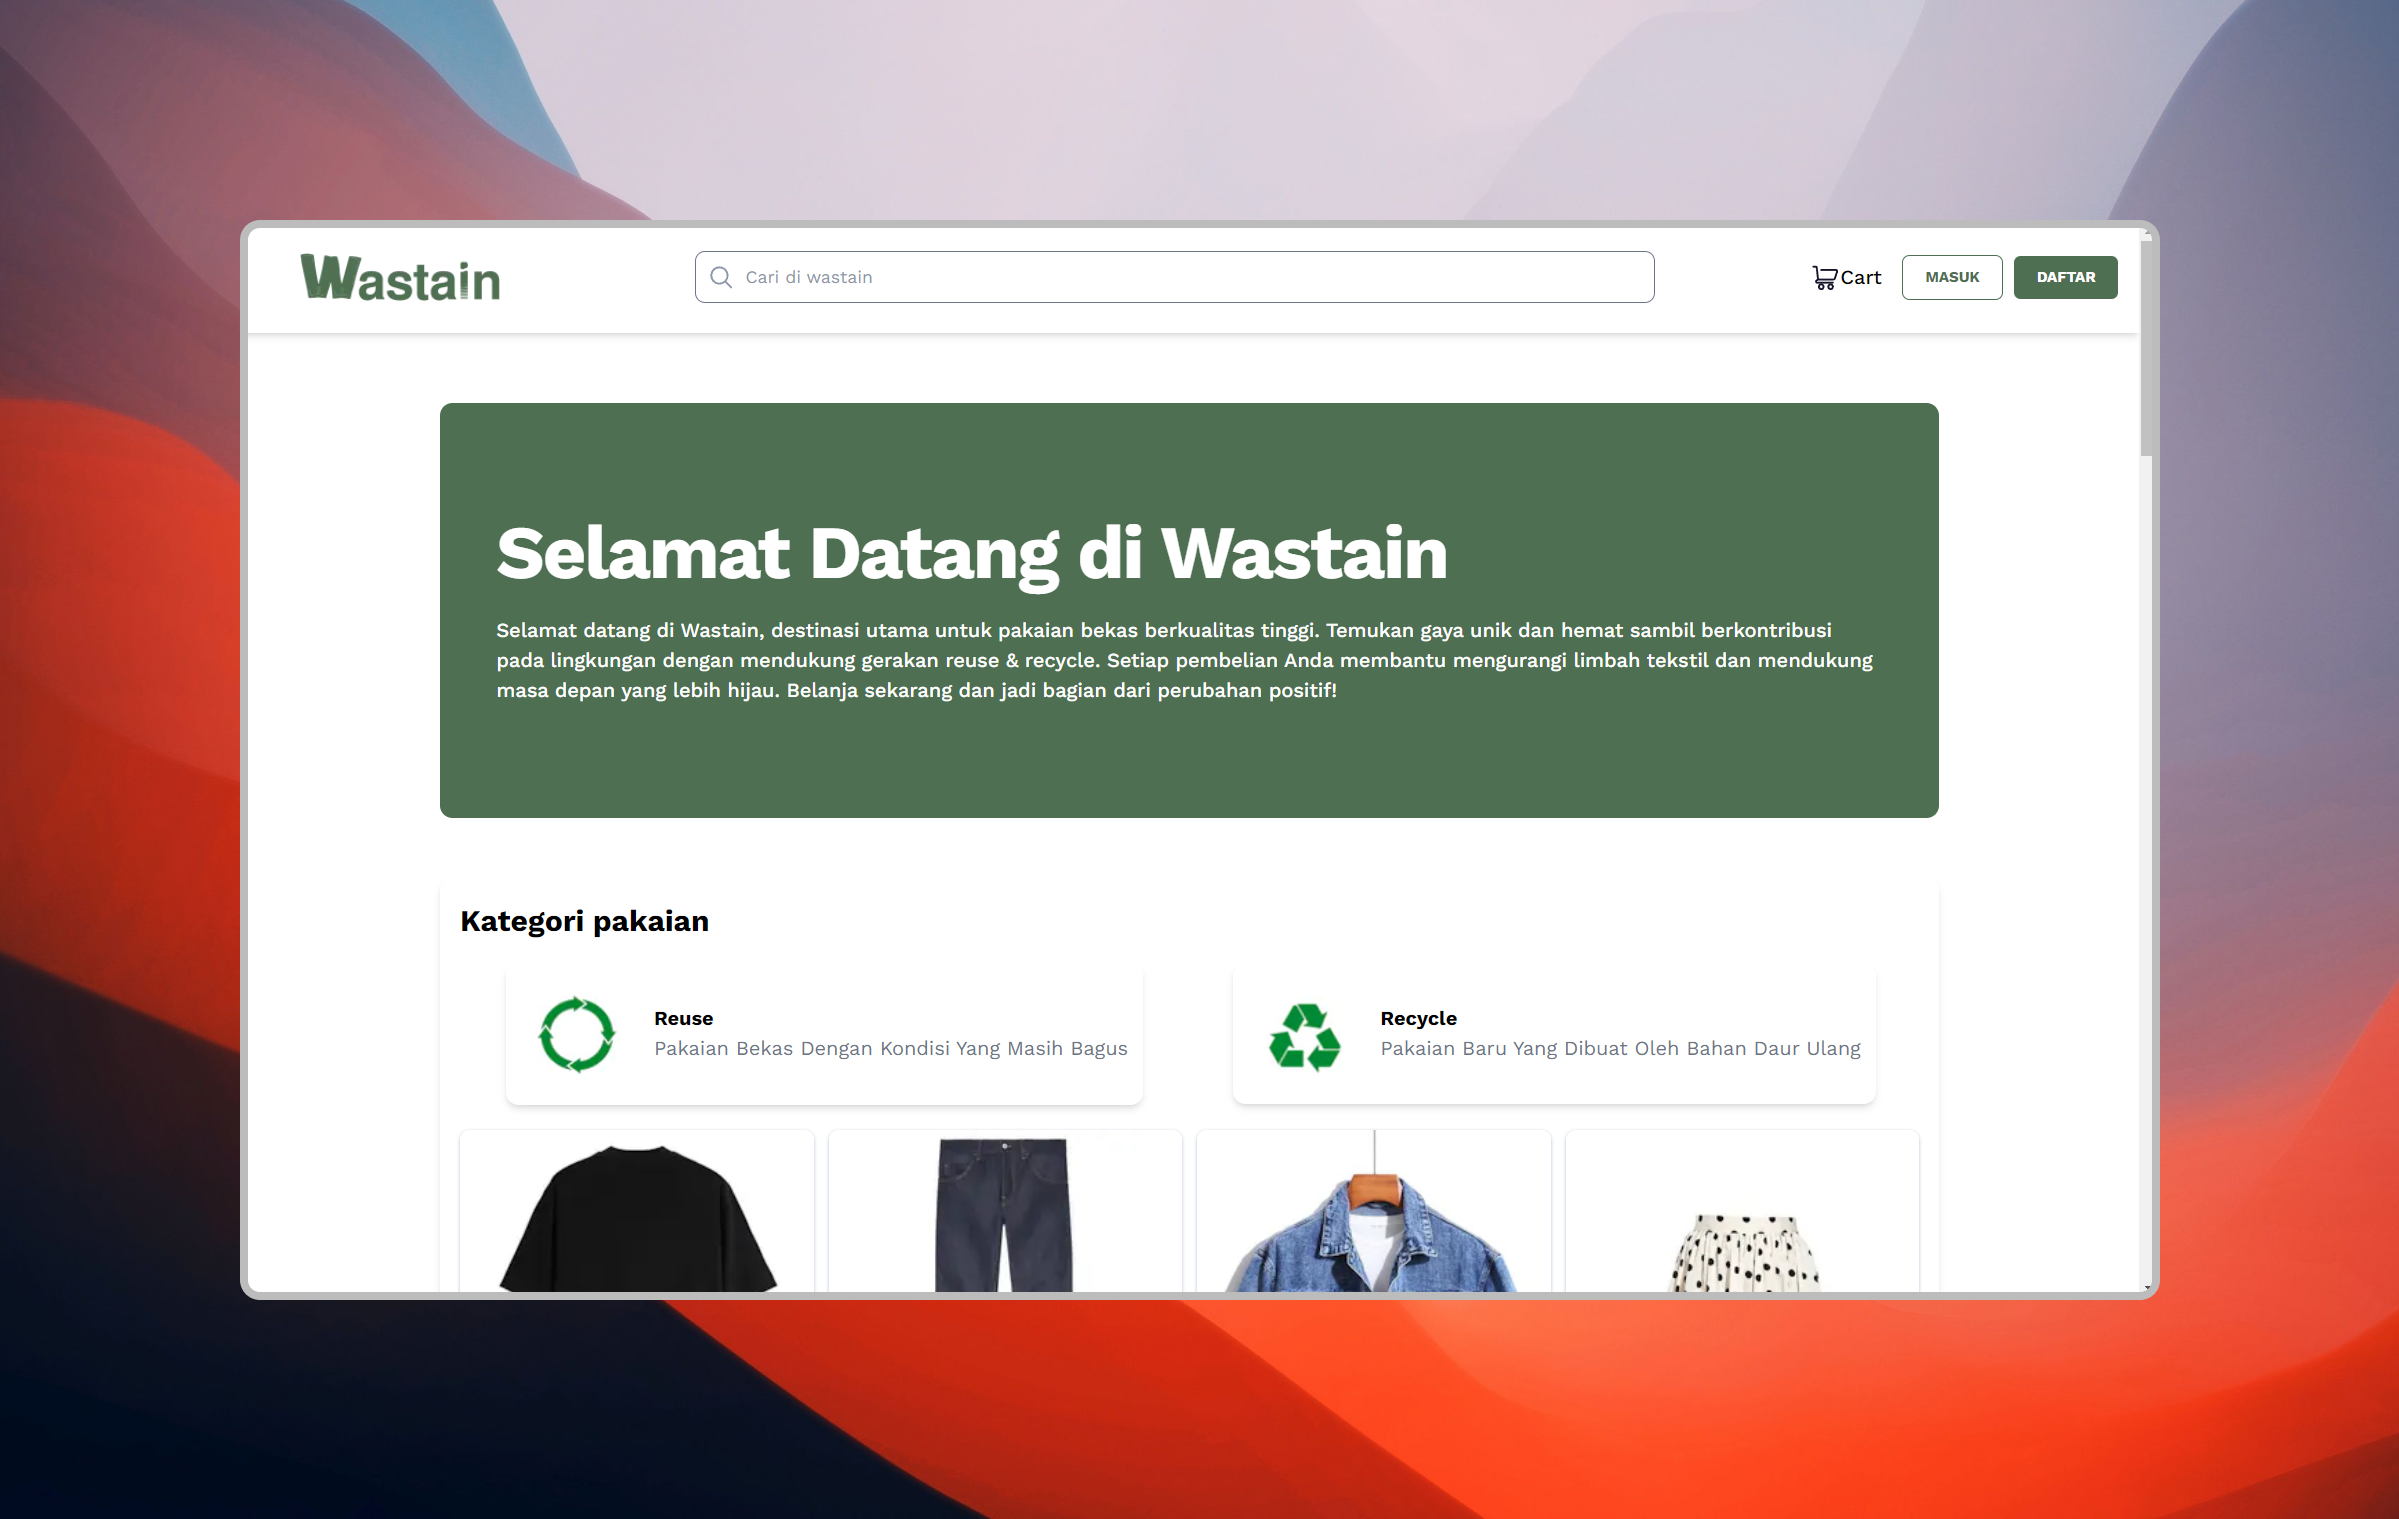 Wastain
Cari di wastain
Cart
MASUK
DAFTAR
Selamat Datang di Wastain
Selamat datang di Wastain, destinasi utama untuk pakaian bekas berkualitas tinggi. Temukan gaya unik dan hemat sambil berkontribusi
pada lingkungan dengan mendukung gerakan reuse & recycle. Setiap pembelian Anda membantu mengurangi limbah tekstil dan mendukung
masa depan yang lebih hijau. Belanja sekarang dan jadi bagian dari perubahan positif!
Kategori pakaian
Reuse
Pakaian Bekas Dengan Kondisi Yang Masih Bagus
Recycle
Pakaian Baru Yang Dibuat Oleh Bahan Daur Ulang